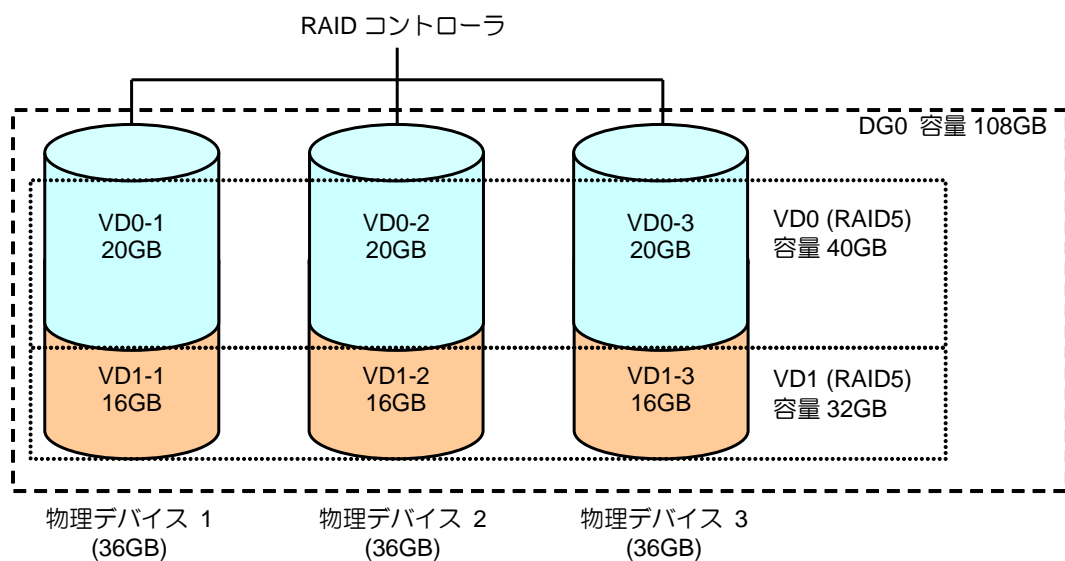 RAID コントローラ
DG0 容量 108GB
VD0-1
20GB
VD0-2
20GB
VD0-3
20GB
VD0 (RAID5)
容量 40GB
VD1-1
16GB
VD1-2
16GB
VD1-3
16GB
VD1 (RAID5)
容量 32GB
物理デバイス 1
(36GB)
物理デバイス 2
(36GB)
物理デバイス 3
(36GB)